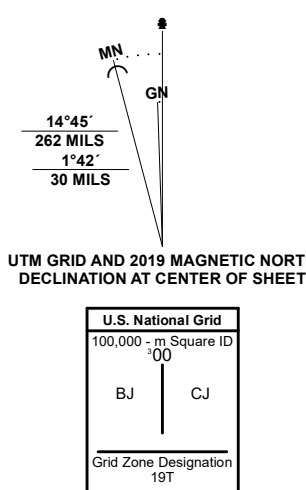 MN
GN
14°45´
262 MILS
1°42´
30 MILS
UTM GRID AND 2019 MAGNETIC NORT
DECLINATION AT CENTER OF SHEET
U.S. National Grid
100,000 - m Square ID
³00
BJ CJ
Grid Zone Designation
19T